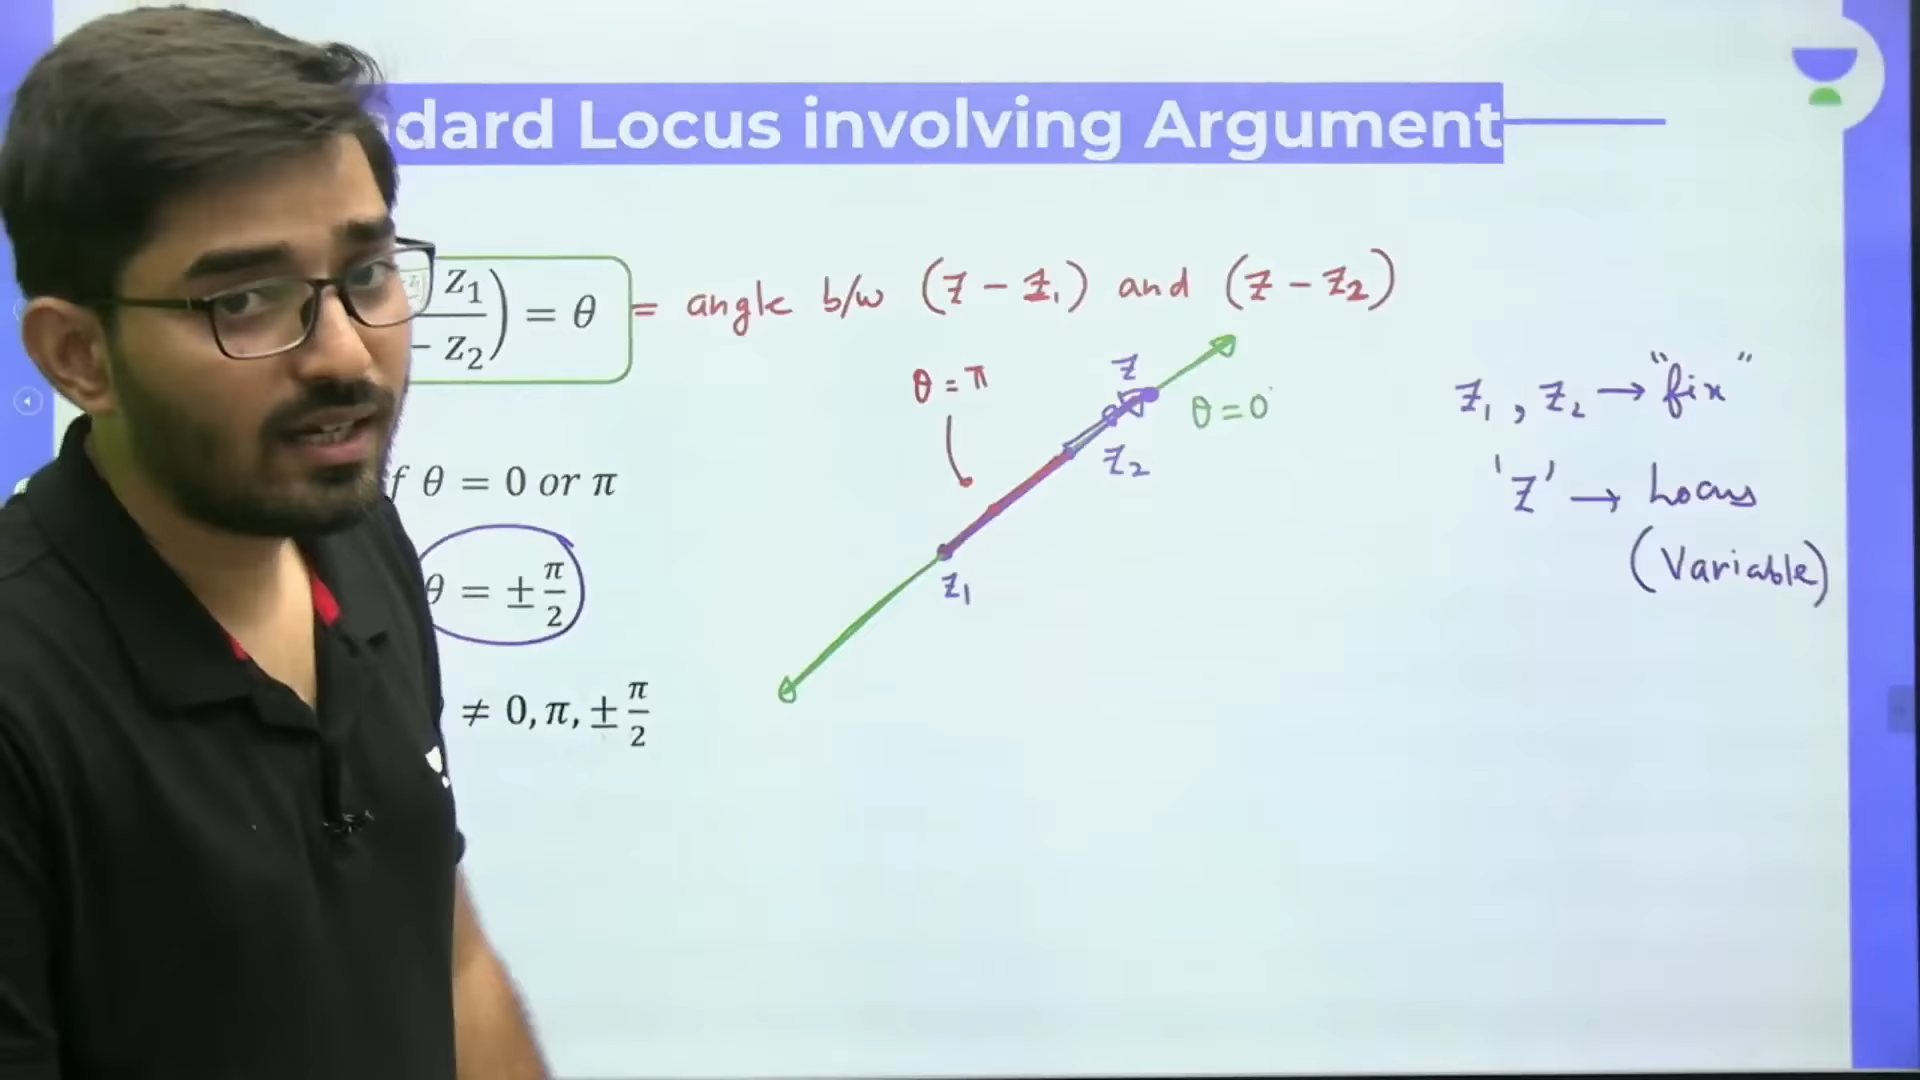 dard Locus involving Argument
z₁ / − z₂ ) = θ = angle b/w (z − z₁) and (z − z₂)
θ = π
z
θ = 0
z₁, z₂ → "fix"
z₂
f θ = 0 or π
'z' → Locus
(Variable)
θ = ± π/2
z₁
≠ 0, π, ± π/2